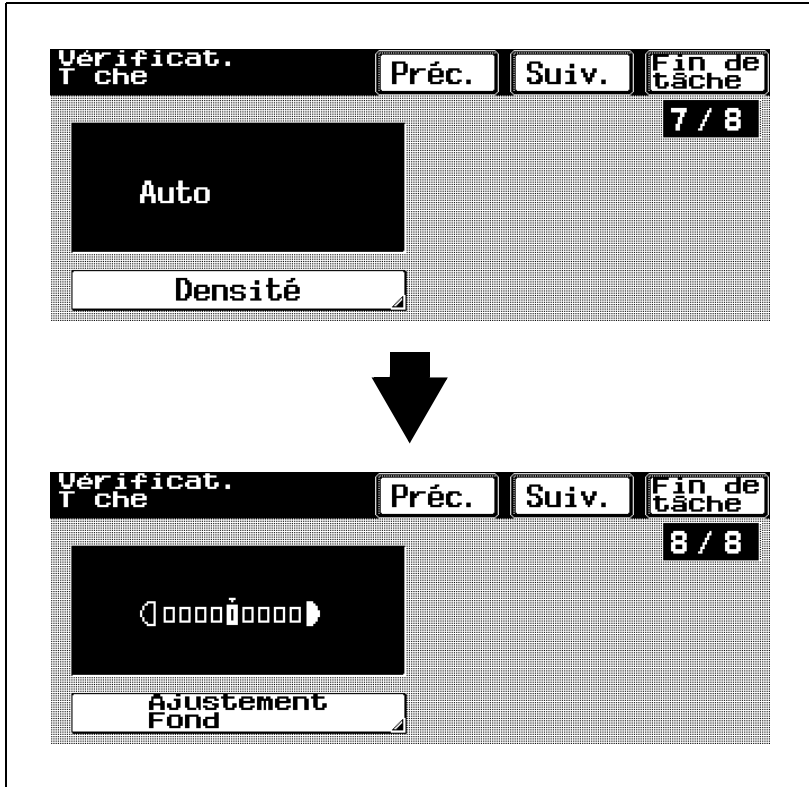 Vérificat.
T che
Préc.
Suiv.
Fin de
tâche
7 / 8
Auto
Densité
Vérificat.
T che
Préc.
Suiv.
Fin de
tâche
8 / 8
Ajustement
Fond